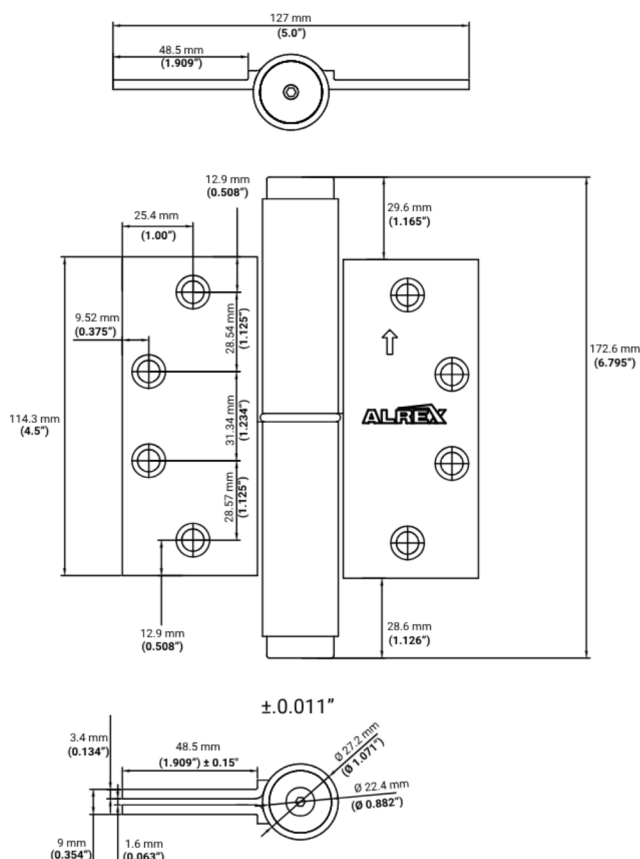 127 mm
(5.0")
48.5 mm
(1.909")
12.9 mm
(0.508")
25.4 mm
(1.00")
29.6 mm
(1.165")
9.52 mm
(0.375")
28.54 mm
(1.125")
172.6 mm
(6.795")
114.3 mm
(4.5")
31.34 mm
(1.234")
ALREX
28.57 mm
(1.125")
12.9 mm
(0.508")
28.6 mm
(1.126")
±.0.011"
3.4 mm
(0.134")
48.5 mm
(1.909") ± 0.15"
Ø 27.2 mm
(Ø 1.071")
Ø 22.4 mm
(Ø 0.882")
9 mm
(0.354")
1.6 mm
(0.063")